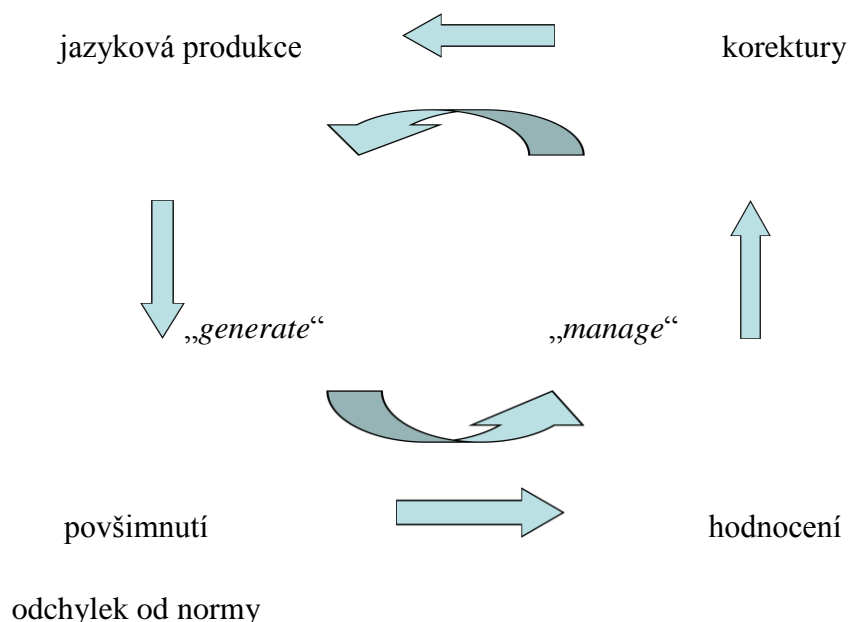 jazyková produkce korektury
„generate“ „manage“
povšimnutí hodnocení
odchylek od normy